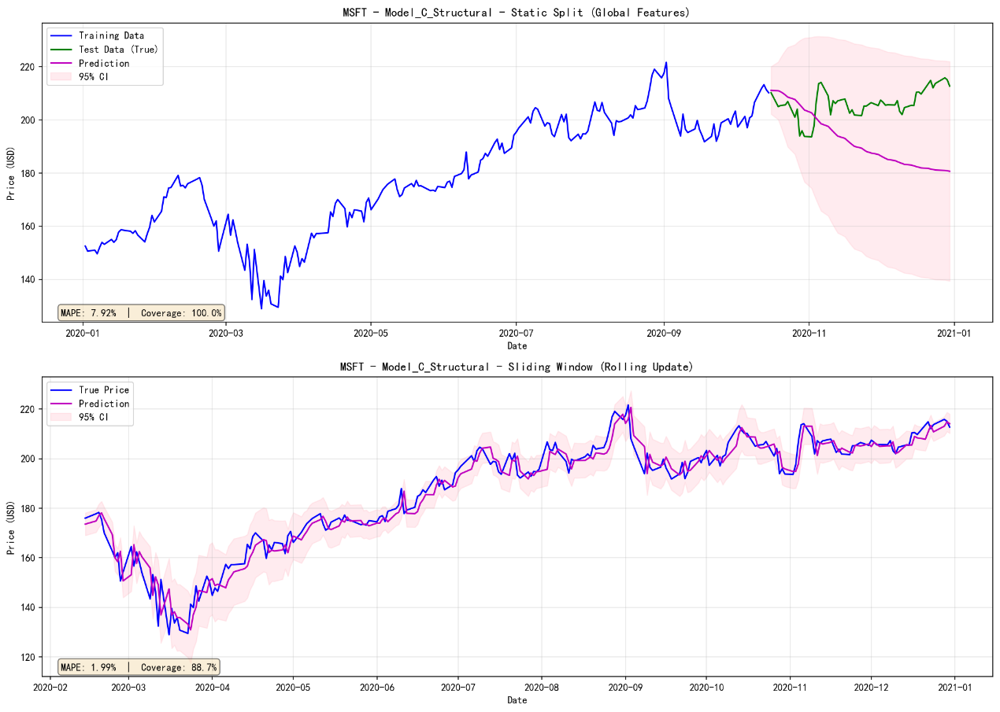 MSFT - Model_C_Structural - Static Split (Global Features)
Training Data
Test Data (True)
Prediction
95% CI
Price (USD)
220
200
180
160
140
MAPE: 7.92% | Coverage: 100.0%
2020-01 2020-03 2020-05 2020-07 2020-09 2020-11 2021-01
Date
MSFT - Model_C_Structural - Sliding Window (Rolling Update)
True Price
Prediction
95% CI
Price (USD)
220
200
180
160
140
120
MAPE: 1.99% | Coverage: 88.7%
2020-02 2020-03 2020-04 2020-05 2020-06 2020-07 2020-08 2020-09 2020-10 2020-11 2020-12 2021-01
Date